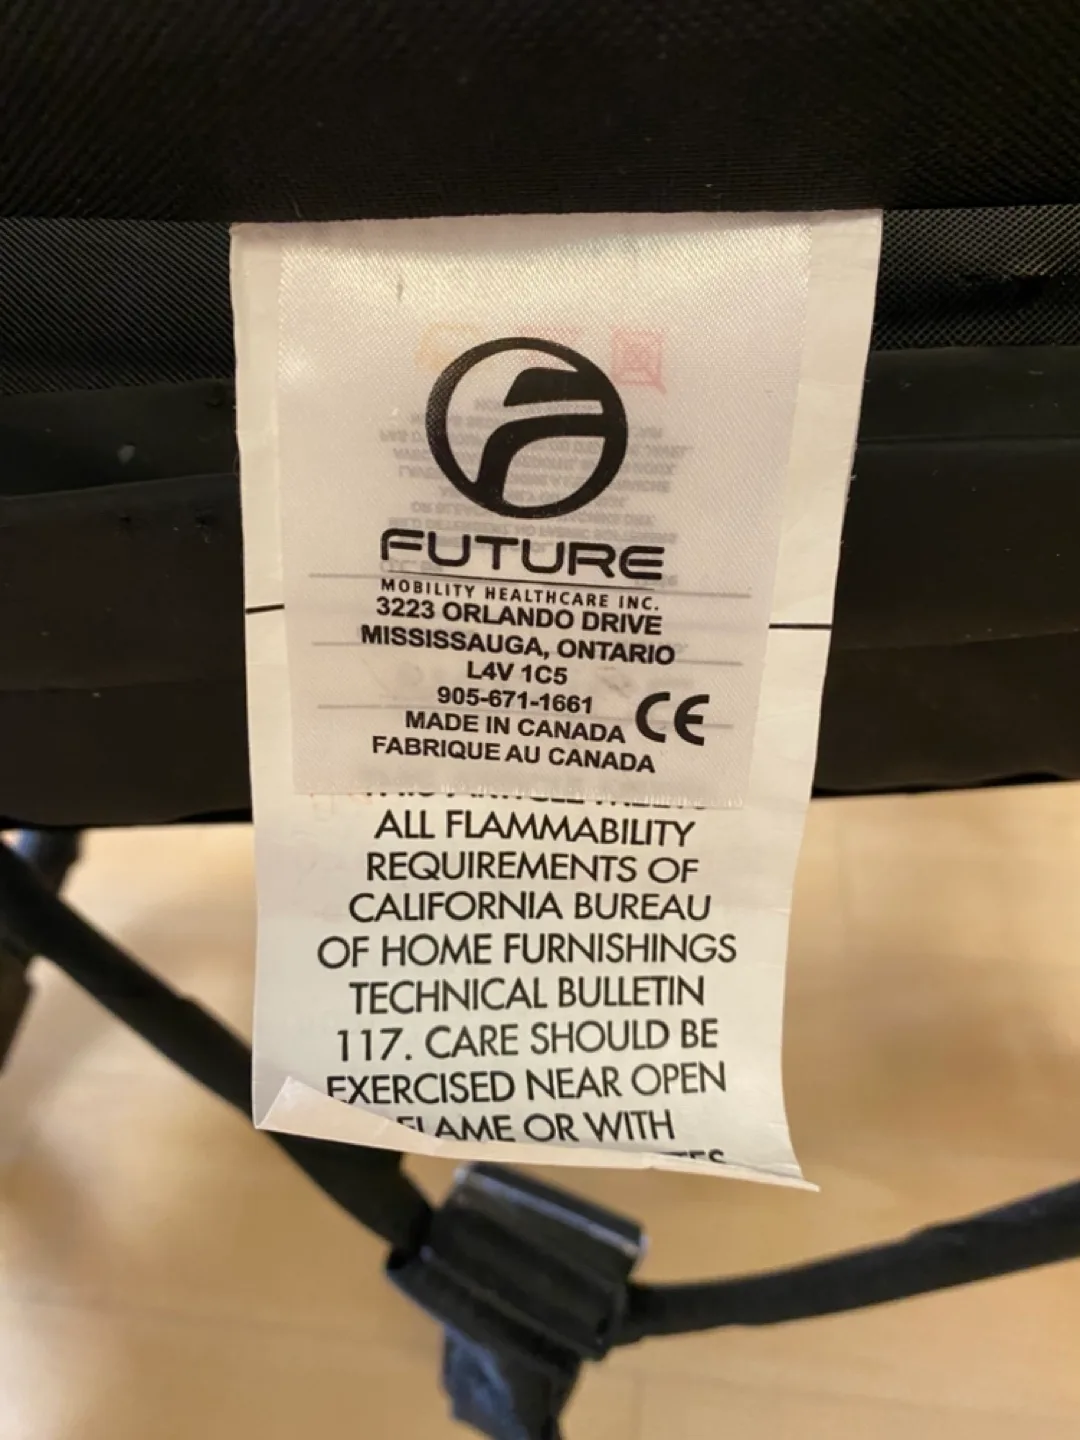 FUTURE
MOBILITY HEALTHCARE INC.
3223 ORLANDO DRIVE
MISSISSAUGA, ONTARIO
L4V 1C5
905-671-1661
MADE IN CANADA CE
FABRIQUE AU CANADA
ALL FLAMMABILITY
REQUIREMENTS OF
CALIFORNIA BUREAU
OF HOME FURNISHINGS
TECHNICAL BULLETIN
117. CARE SHOULD BE
EXERCISED NEAR OPEN
FLAME OR WITH